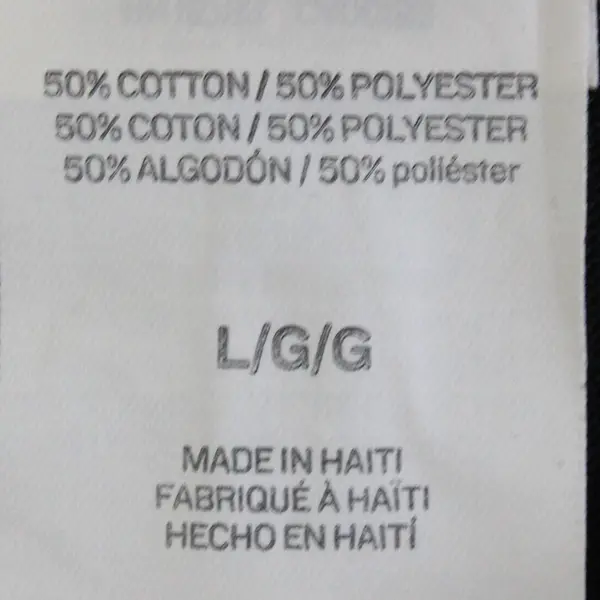 50% COTTON / 50% POLYESTER
50% COTON / 50% POLYESTER
50% ALGODÓN / 50% poliéster
L/G/G
MADE IN HAITI
FABRIQUÉ À HAÏTI
HECHO EN HAITÍ